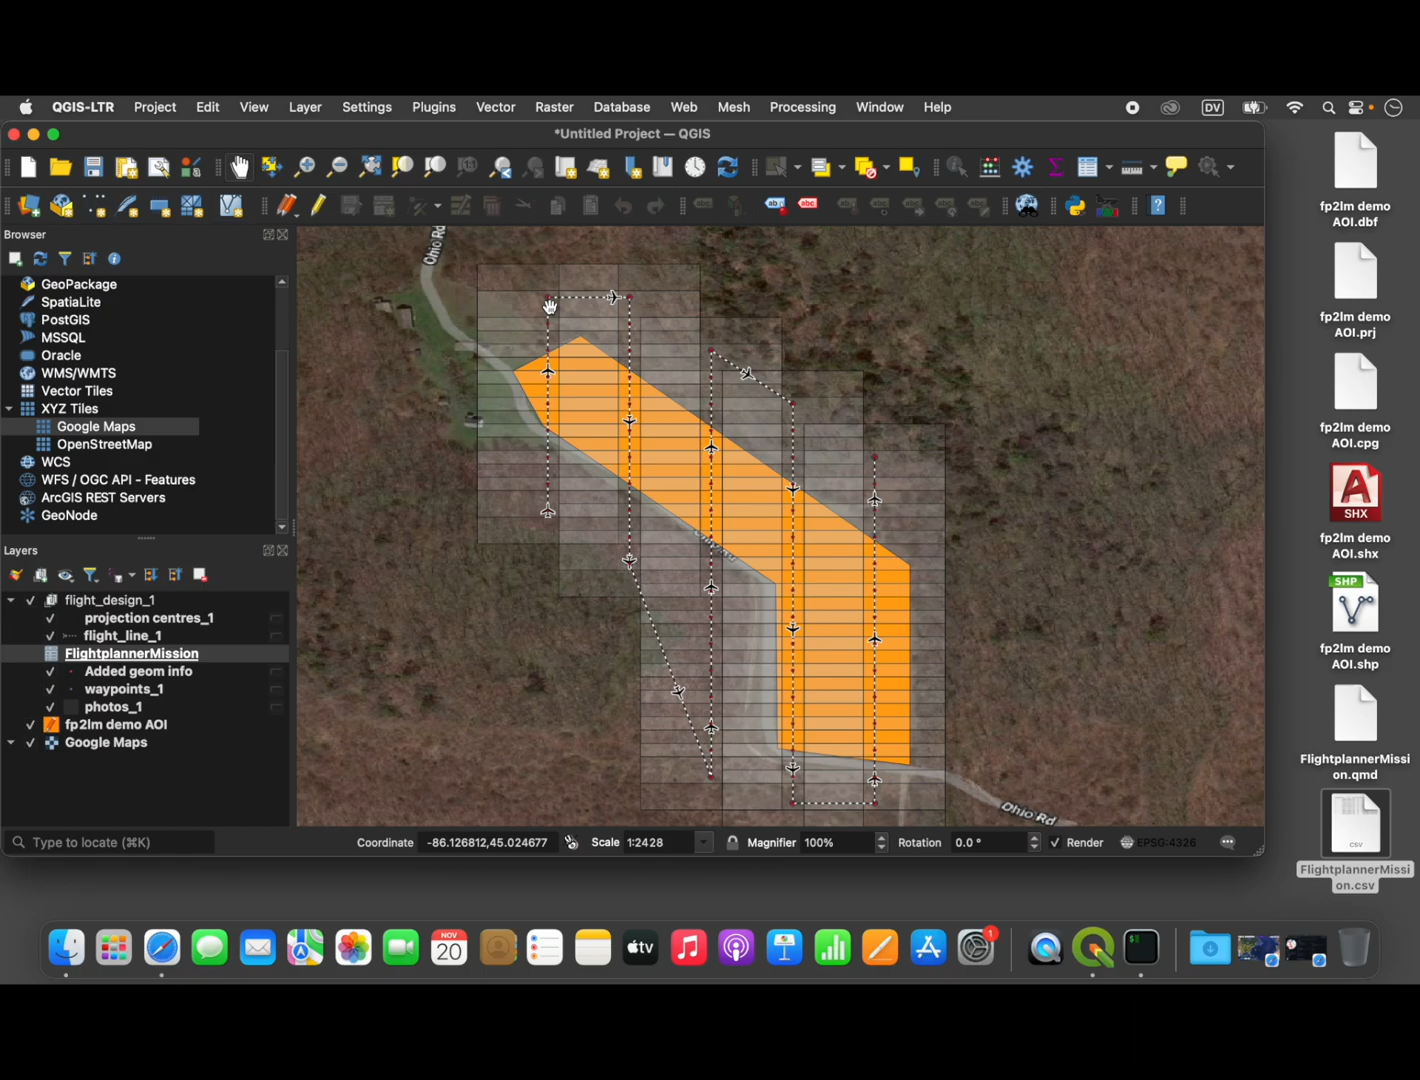 QGIS-LTR Project Edit View Layer Settings Plugins Vector Raster Database Web Mesh Processing Window Help DV
*Untitled Project — QGIS
Browser
GeoPackage
SpatiaLite
PostGIS
MSSQL
Oracle
WMS/WMTS
Vector Tiles
XYZ Tiles
Google Maps
OpenStreetMap
WCS
WFS / OGC API - Features
ArcGIS REST Servers
GeoNode
Layers
flight_design_1
projection centres_1
flight_line_1
FlightplannerMission
Added geom info
waypoints_1
photos_1
fp2lm demo AOI
Google Maps
Ohio Rd
Ohio Rd
Type to locate (⌘K) Coordinate -86.126812,45.024677 Scale 1:2428 Magnifier 100% Rotation 0.0 ° Render EPSG:4326
fp2lm demo
AOI.dbf
fp2lm demo
AOI.prj
fp2lm demo
AOI.cpg
SHX
fp2lm demo
AOI.shx
SHP
fp2lm demo
AOI.shp
FlightplannerMissi
on.qmd
CSV
FlightplannerMissi
on.csv
NOV
20
tv
1